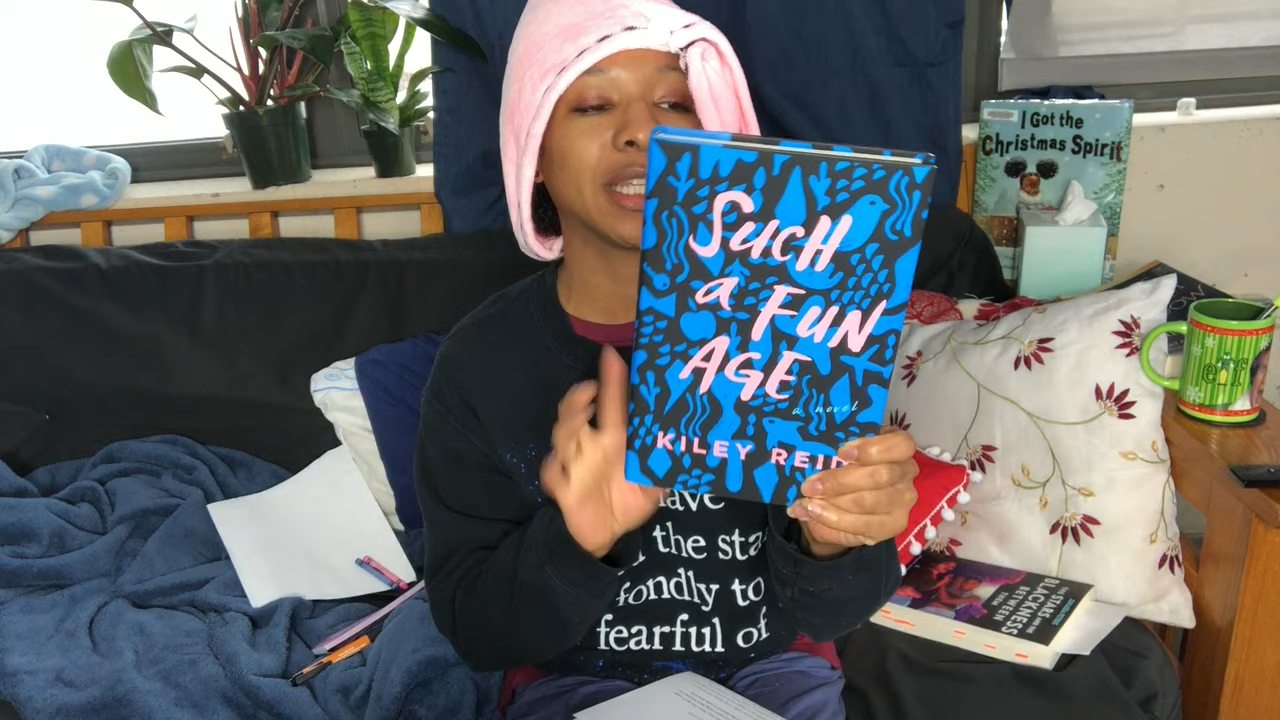 I Got the
Christmas Spirit
SUCH
a FUN
AGE
a novel
KILEY REID
have
the sta
fondly to
fearful of
elf
THE STARS AND THE
BLACKNESS
BETWEEN
THEM